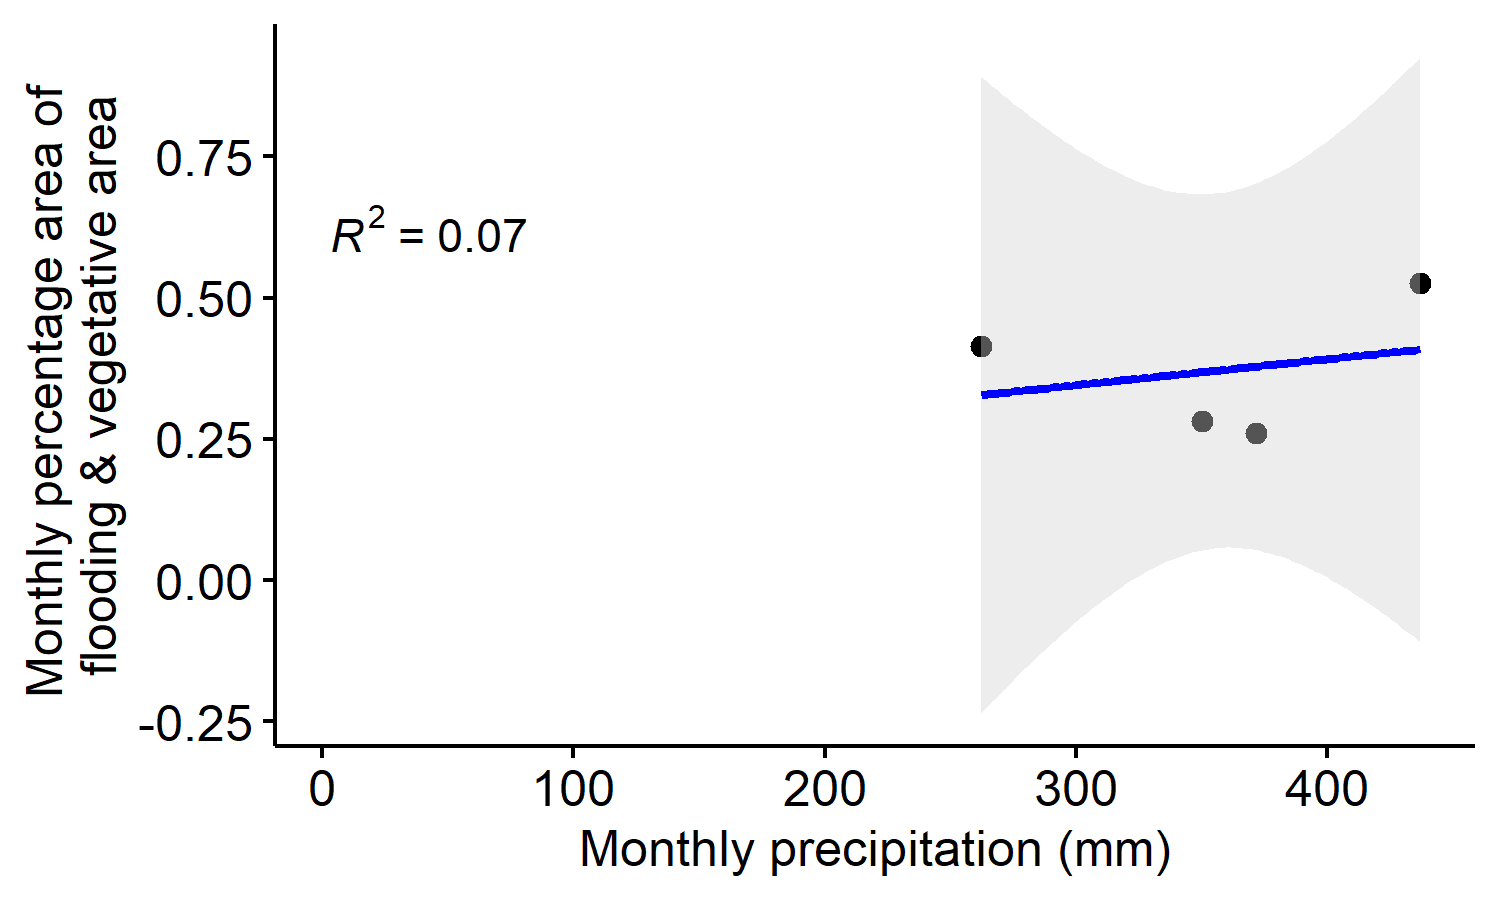 Monthly percentage area of
flooding & vegetative area
0.75
0.50
0.25
0.00
-0.25
R² = 0.07
0 100 200 300 400
Monthly precipitation (mm)